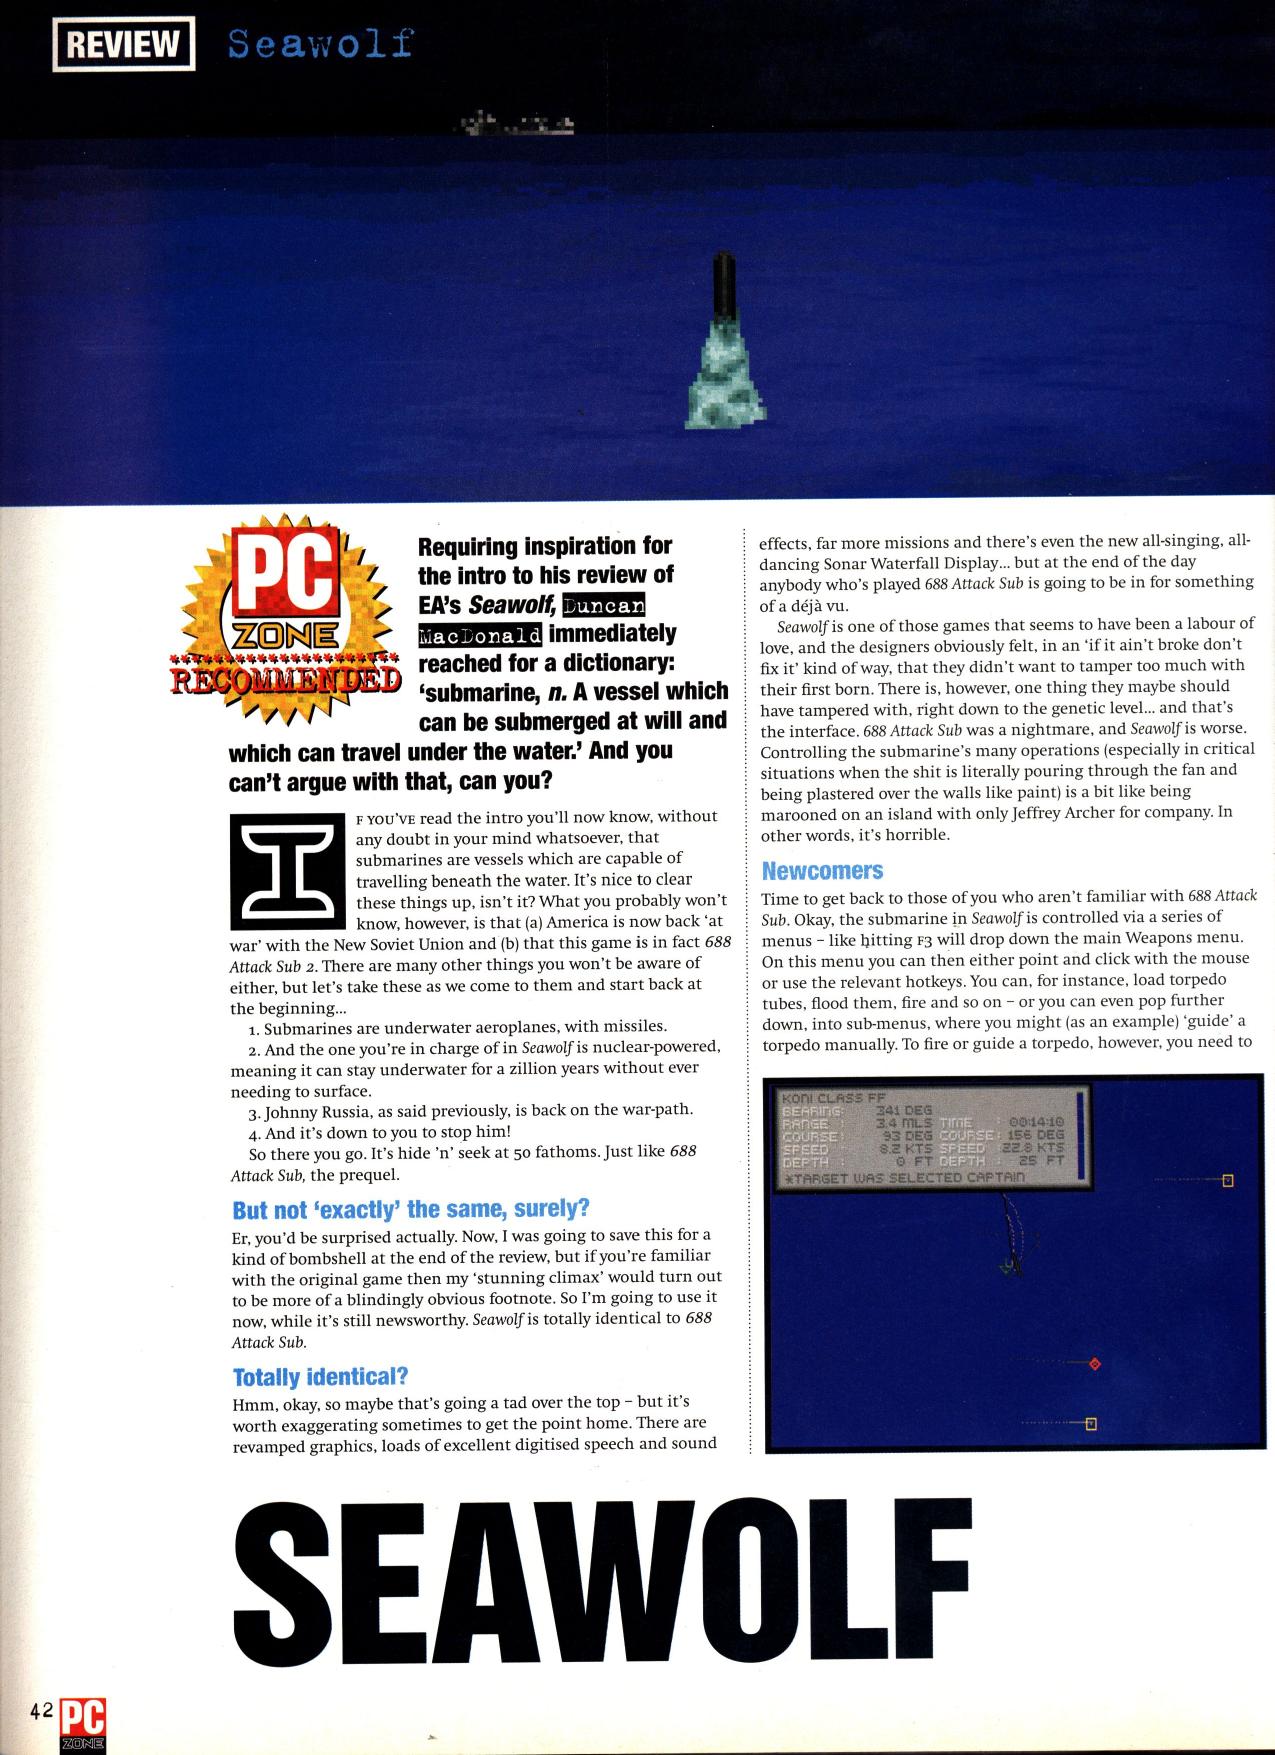 REVIEW Seawolf
PC
ZONE
RECOMMENDED
Requiring inspiration for
the intro to his review of
EA's Seawolf, Duncan
MacDonald immediately
reached for a dictionary:
'submarine, n. A vessel which
can be submerged at will and
which can travel under the water.' And you
can't argue with that, can you?
IF YOU'VE read the intro you'll now know, without
any doubt in your mind whatsoever, that
submarines are vessels which are capable of
travelling beneath the water. It's nice to clear
these things up, isn't it? What you probably won't
know, however, is that (a) America is now back 'at
war' with the New Soviet Union and (b) that this game is in fact 688
Attack Sub 2. There are many other things you won't be aware of
either, but let's take these as we come to them and start back at
the beginning...
1. Submarines are underwater aeroplanes, with missiles.
2. And the one you're in charge of in Seawolf is nuclear-powered,
meaning it can stay underwater for a zillion years without ever
needing to surface.
3. Johnny Russia, as said previously, is back on the war-path.
4. And it's down to you to stop him!
So there you go. It's hide 'n' seek at 50 fathoms. Just like 688
Attack Sub, the prequel.
But not 'exactly' the same, surely?
Er, you'd be surprised actually. Now, I was going to save this for a
kind of bombshell at the end of the review, but if you're familiar
with the original game then my 'stunning climax' would turn out
to be more of a blindingly obvious footnote. So I'm going to use it
now, while it's still newsworthy. Seawolf is totally identical to 688
Attack Sub.
Totally identical?
Hmm, okay, so maybe that's going a tad over the top – but it's
worth exaggerating sometimes to get the point home. There are
revamped graphics, loads of excellent digitised speech and sound
effects, far more missions and there's even the new all-singing, all-
dancing Sonar Waterfall Display... but at the end of the day
anybody who's played 688 Attack Sub is going to be in for something
of a déjà vu.
Seawolf is one of those games that seems to have been a labour of
love, and the designers obviously felt, in an 'if it ain't broke don't
fix it' kind of way, that they didn't want to tamper too much with
their first born. There is, however, one thing they maybe should
have tampered with, right down to the genetic level... and that's
the interface. 688 Attack Sub was a nightmare, and Seawolf is worse.
Controlling the submarine's many operations (especially in critical
situations when the shit is literally pouring through the fan and
being plastered over the walls like paint) is a bit like being
marooned on an island with only Jeffrey Archer for company. In
other words, it's horrible.
Newcomers
Time to get back to those of you who aren't familiar with 688 Attack
Sub. Okay, the submarine in Seawolf is controlled via a series of
menus – like hitting F3 will drop down the main Weapons menu.
On this menu you can then either point and click with the mouse
or use the relevant hotkeys. You can, for instance, load torpedo
tubes, flood them, fire and so on – or you can even pop further
down, into sub-menus, where you might (as an example) 'guide' a
torpedo manually. To fire or guide a torpedo, however, you need to
KONI CLASS FF
BEARING: 341 DEG
RANGE : 3.4 MLS TIME : 00:14:10
COURSE : 93 DEG COURSE: 156 DEG
SPEED : 8.2 KTS SPEED : 22.8 KTS
DEPTH : 0 FT DEPTH : 25 FT
*TARGET WAS SELECTED CAPTAIN
SEAWOLF
42 PC
ZONE